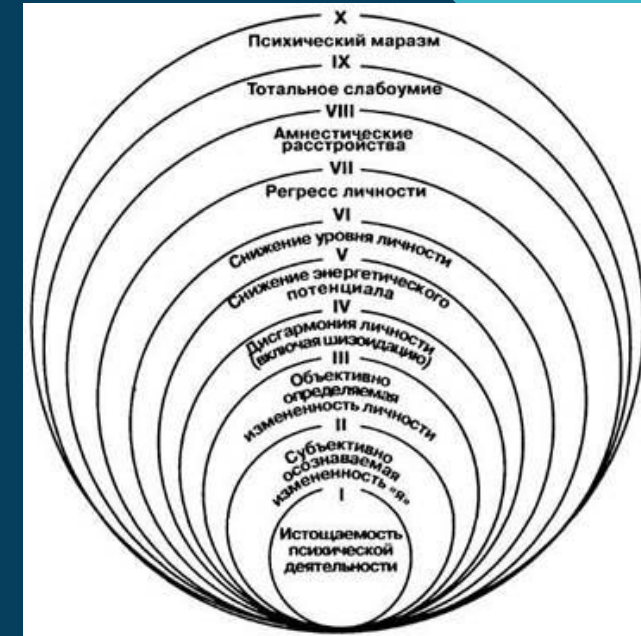 X
Психический маразм
IX
Тотальное слабоумие
VIII
Амнестические
расстройства
VII
Регресс личности
VI
Снижение уровня личности
V
Снижение энергетического
потенциала
IV
Дисгармония личности
(включая шизоидацию)
III
Объективно
определяемая
измененность личности
II
Субъективно
осознаваемая
измененность «я»
I
Истощаемость
психической
деятельности